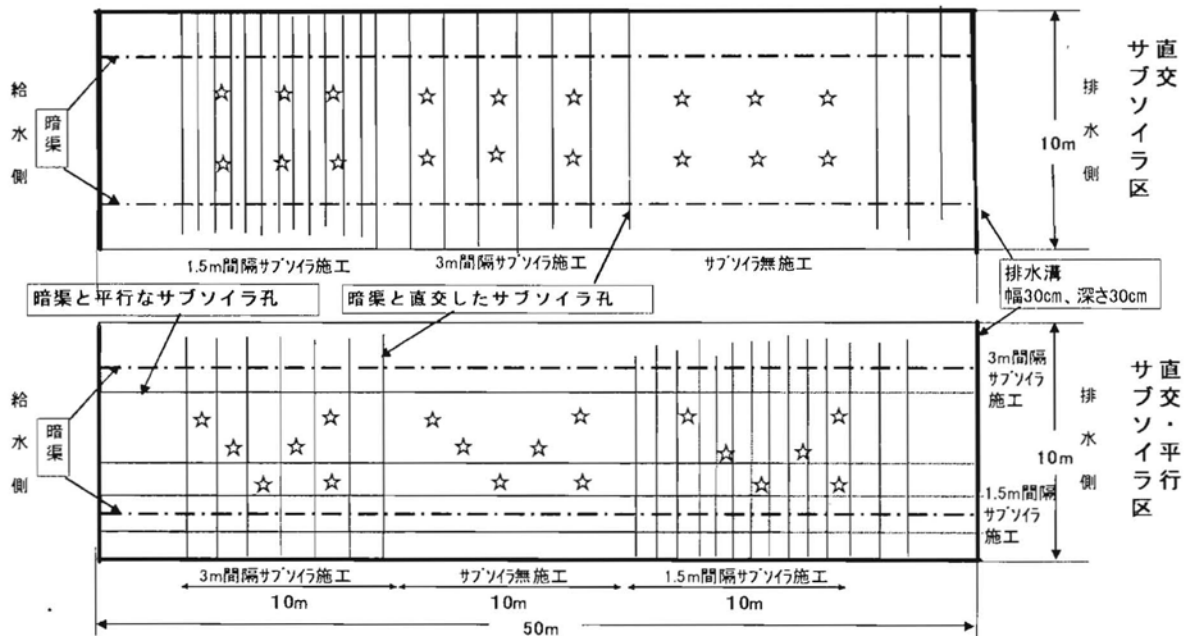 給水側
暗渠
10m
排水側
直交
サブソイラ区
1.5m間隔サブソイラ施工
3m間隔サブソイラ施工
サブソイラ無施工
暗渠と平行なサブソイラ孔
暗渠と直交したサブソイラ孔
排水溝
幅30cm、深さ30cm
給水側
暗渠
3m間隔
サブソイラ
施工
10m
排水側
1.5m間隔
サブソイラ
施工
直交・平行
サブソイラ区
3m間隔サブソイラ施工
サブソイラ無施工
1.5m間隔サブソイラ施工
10m
10m
10m
50m